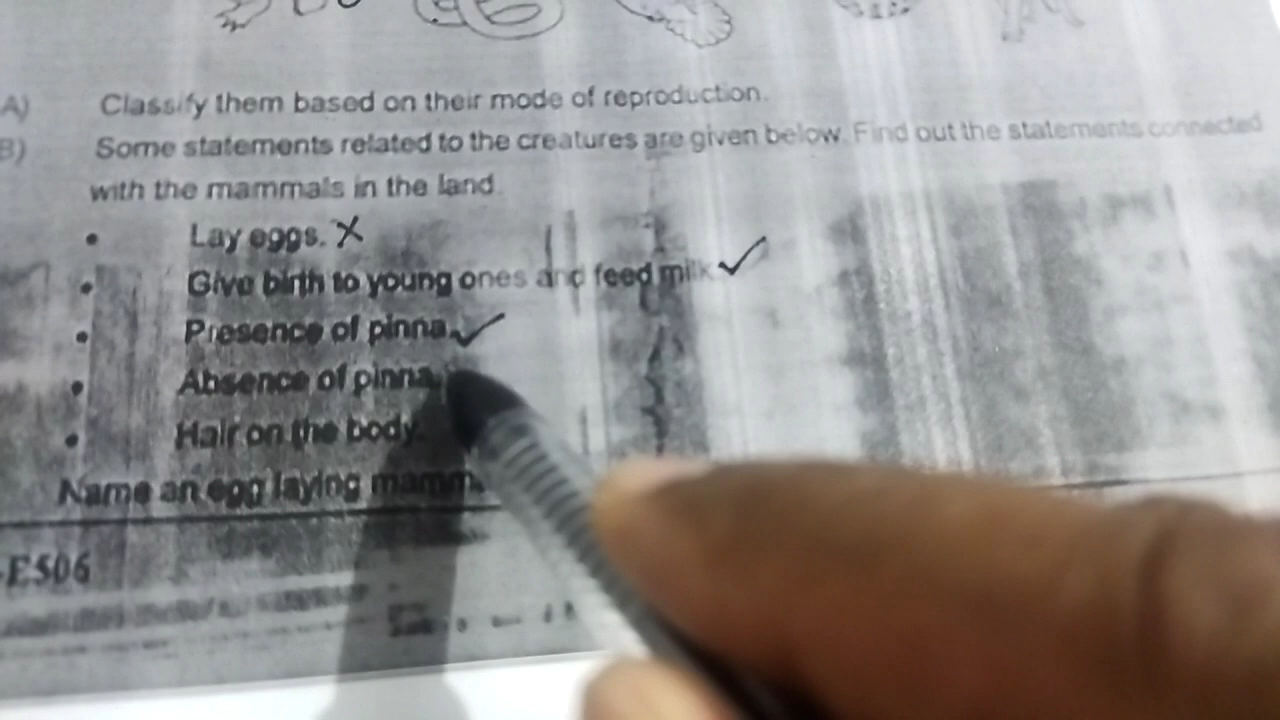 A) Classify them based on their mode of reproduction.
B) Some statements related to the creatures are given below. Find out the statements connected
with the mammals in the land.
• Lay eggs. X
• Give birth to young ones and feed milk ✓
• Presence of pinna. ✓
• Absence of pinna.
• Hair on the body.
Name an egg laying
-E506